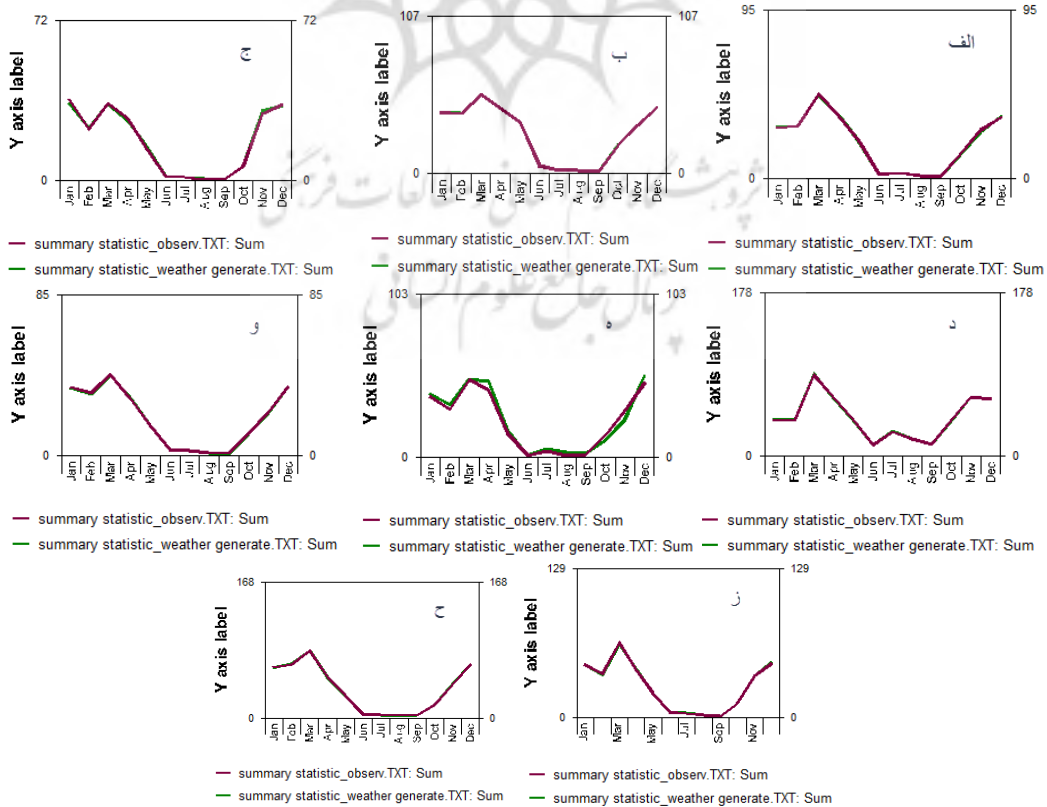 72
72
ج
Y axis label
0
0
Jan
Feb
Mar
Apr
May
Jun
Jul
Aug
Sep
Oct
Nov
Dec
summary statistic_observ.TXT: Sum
summary statistic_weather generate.TXT: Sum
107
107
ب
Y axis label
0
0
Jan
Feb
Mar
Apr
May
Jun
Jul
Aug
Sep
Oct
Nov
Dec
summary statistic_observ.TXT: Sum
summary statistic_weather generate.TXT: Sum
95
95
الف
Y axis label
0
0
Jan
Feb
Mar
Apr
May
Jun
Jul
Aug
Sep
Oct
Nov
Dec
summary statistic_observ.TXT: Sum
summary statistic_weather generate.TXT: Sum
پژوهشگاه علوم انسانی و مطالعات فرهنگی
پرتال جامع علوم انسانی
85
85
و
Y axis label
0
0
Jan
Feb
Mar
Apr
May
Jun
Jul
Aug
Sep
Oct
Nov
Dec
summary statistic_observ.TXT: Sum
summary statistic_weather generate.TXT: Sum
103
103
ه
Y axis label
0
0
Jan
Feb
Mar
Apr
May
Jun
Jul
Aug
Sep
Oct
Nov
Dec
summary statistic_observ.TXT: Sum
summary statistic_weather generate.TXT: Sum
178
178
د
Y axis label
0
0
Jan
Feb
Mar
Apr
May
Jun
Jul
Aug
Sep
Oct
Nov
Dec
summary statistic_observ.TXT: Sum
summary statistic_weather generate.TXT: Sum
168
168
ح
Y axis label
0
0
Jan
Feb
Mar
Apr
May
Jun
Jul
Aug
Sep
Oct
Nov
Dec
summary statistic_observ.TXT: Sum
summary statistic_weather generate.TXT: Sum
129
129
ز
Y axis label
0
0
Jan
Mar
May
Jul
Sep
Nov
summary statistic_observ.TXT: Sum
summary statistic_weather generate.TXT: Sum